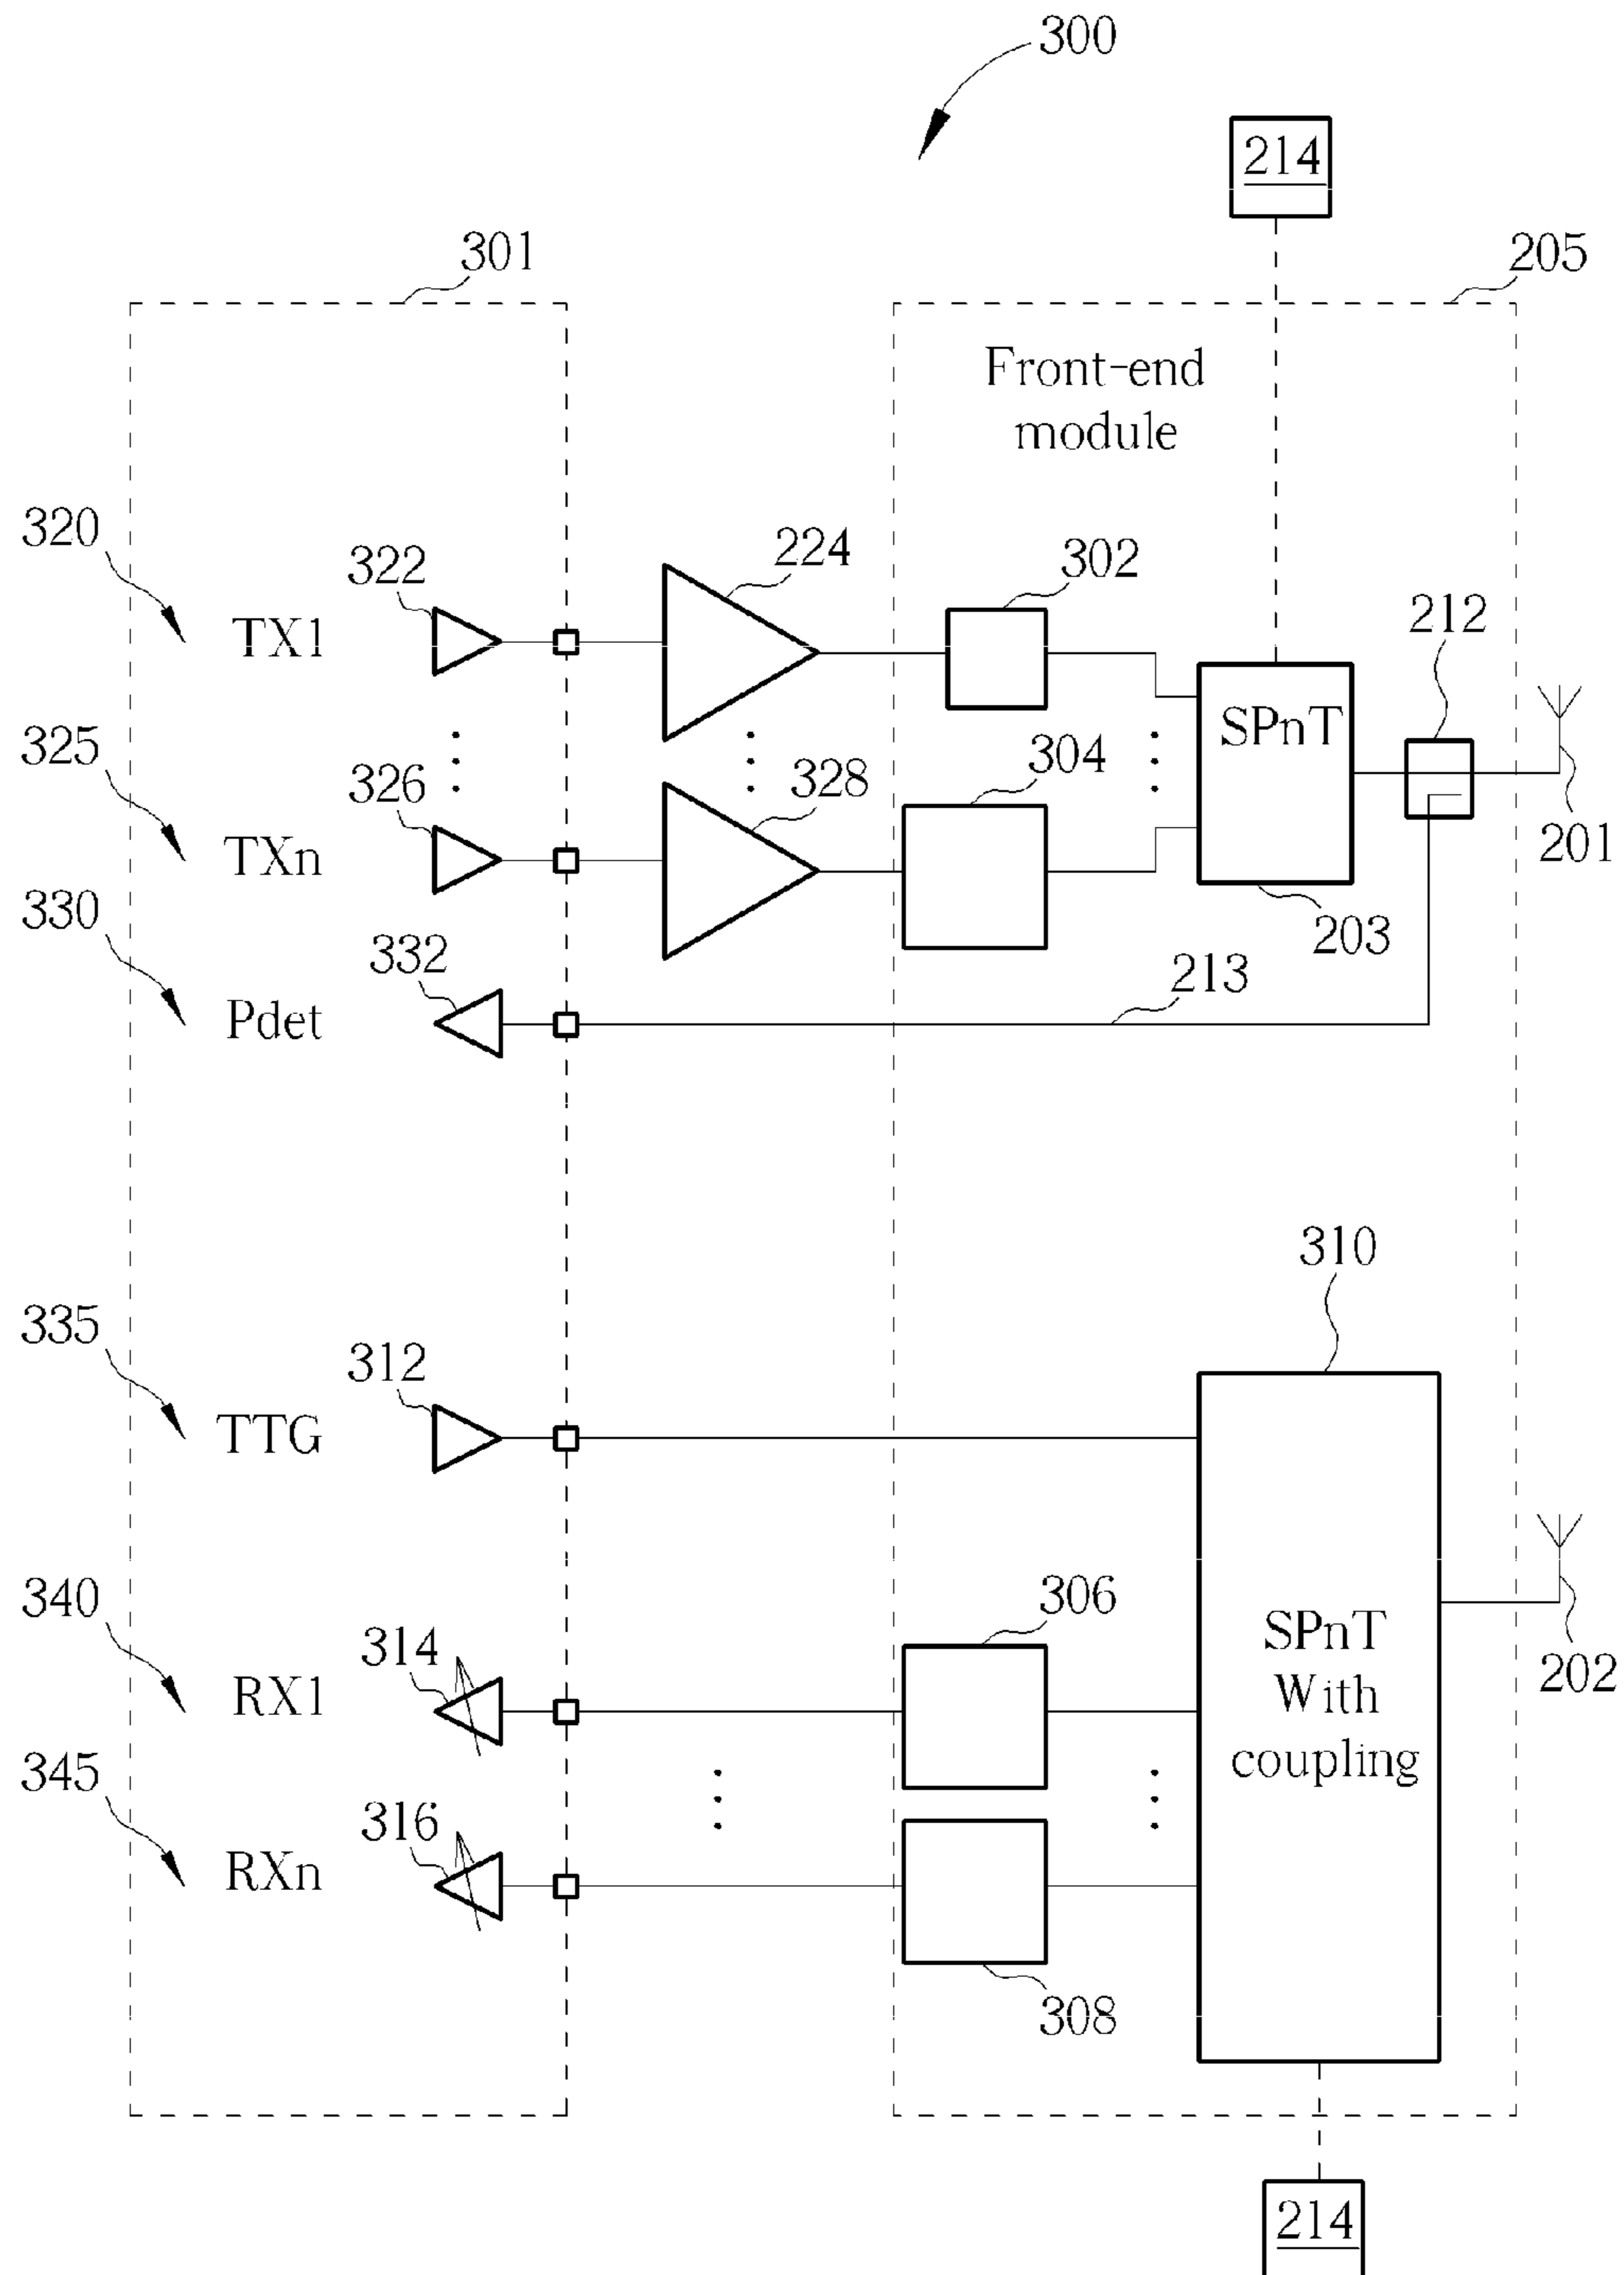 300
214
301
205
Front-end
module
320
322
224
302
TX1
212
SPnT
325
326
328
304
TXn
201
330
332
203
213
Pdet
310
335
312
TTG
340
314
306
RX1
SPnT
With
coupling
202
345
316
RXn
308
214